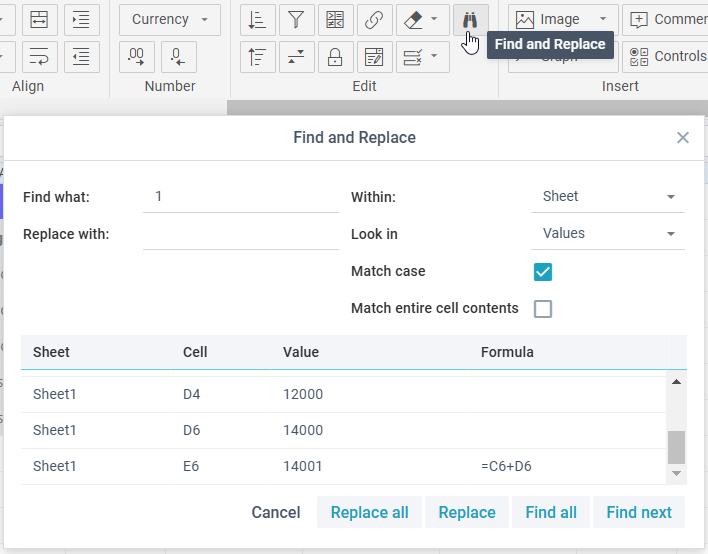 Currency
Image
Commen
Find and Replace
.00
.0
Graph
Controls
Align
Number
Edit
Insert
Find and Replace
Find what: 1
Within: Sheet
Replace with:
Look in Values
Match case
Match entire cell contents
Sheet Cell Value Formula
Sheet1 D4 12000
Sheet1 D6 14000
Sheet1 E6 14001 =C6+D6
Cancel Replace all Replace Find all Find next